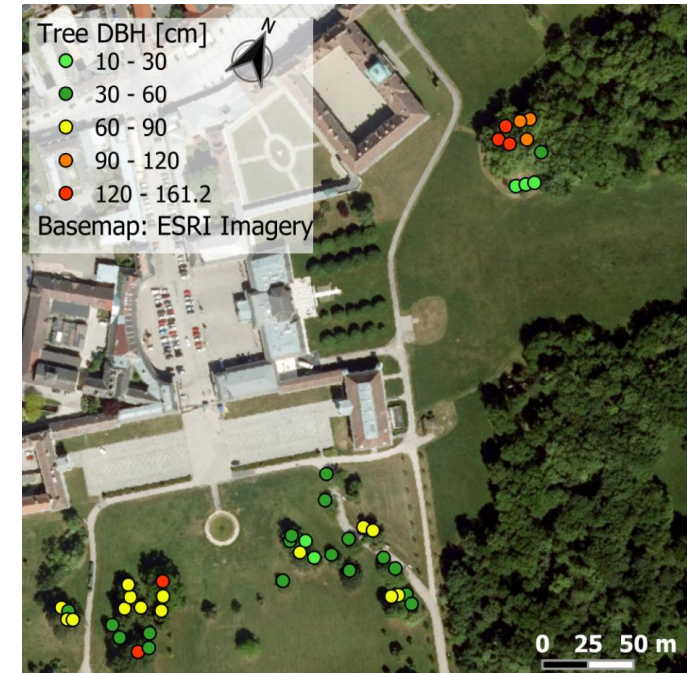 Tree DBH [cm]
N
10 - 30
30 - 60
60 - 90
90 - 120
120 - 161.2
Basemap: ESRI Imagery
0 25 50 m